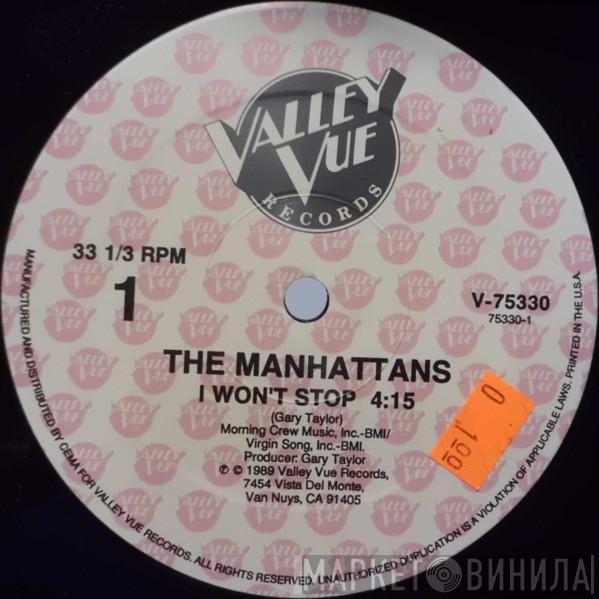 VALLEY
VUE
RECORDS
33 1/3 RPM
1
V-75330
75330-1
THE MANHATTANS
I WON'T STOP 4:15
(Gary Taylor)
Morning Crew Music, Inc.-BMI/
Virgin Song, Inc.-BMI.
Producer: Gary Taylor
℗ © 1989 Valley Vue Records,
7454 Vista Del Monte,
Van Nuys, CA 91405
MANUFACTURED AND DISTRIBUTED BY CEMA FOR VALLEY VUE RECORDS. ALL RIGHTS RESERVED. UNAUTHORIZED DUPLICATION IS A VIOLATION OF APPLICABLE LAWS. PRINTED IN THE U.S.A.
0
1.99
МАРКЕТ ВИНИЛА